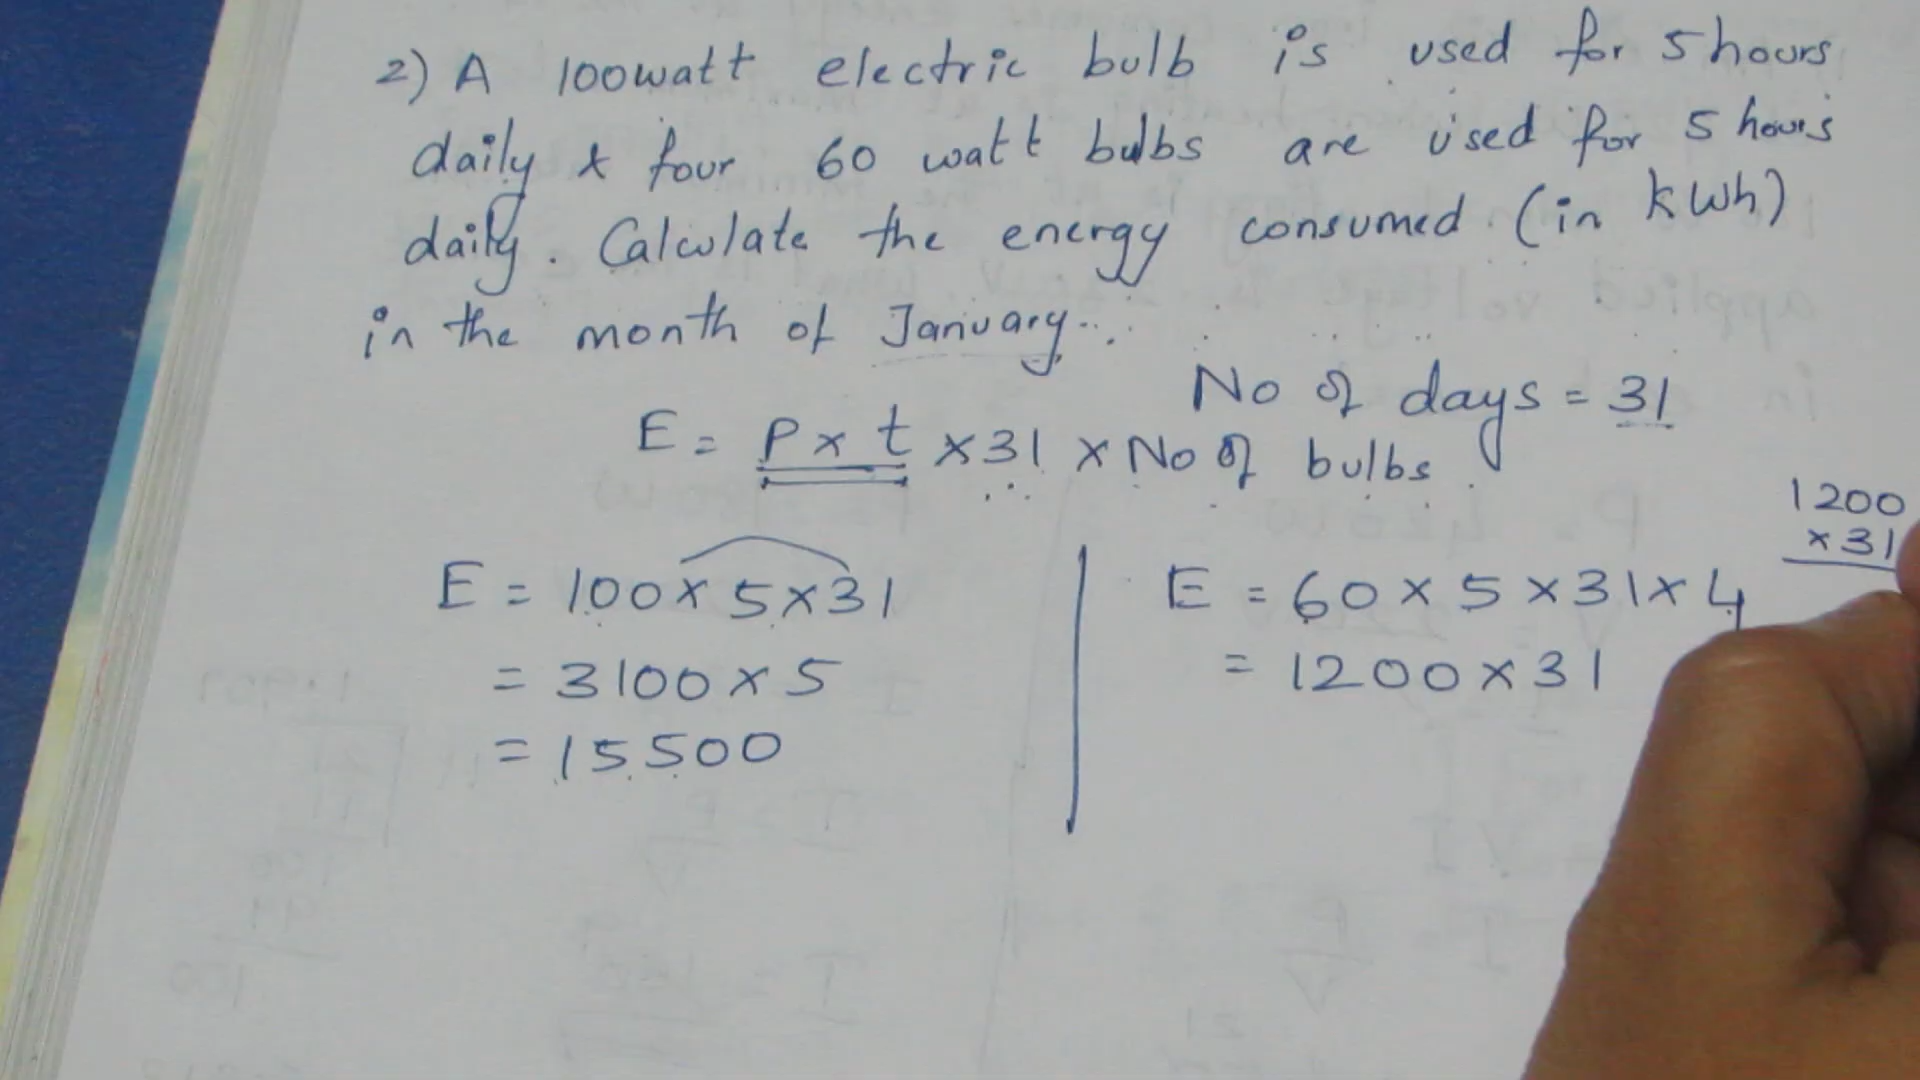 2) A 100watt electric bulb is used for 5 hours
daily & four 60 watt bulbs are used for 5 hours
daily. Calculate the energy consumed (in kWh)
in the month of January...
No of days = 31
E = P x t x 31 x No of bulbs
E = 100 x 5 x 31
= 3100 x 5
= 15500
E = 60 x 5 x 31 x 4
= 1200 x 31
1200
x 31